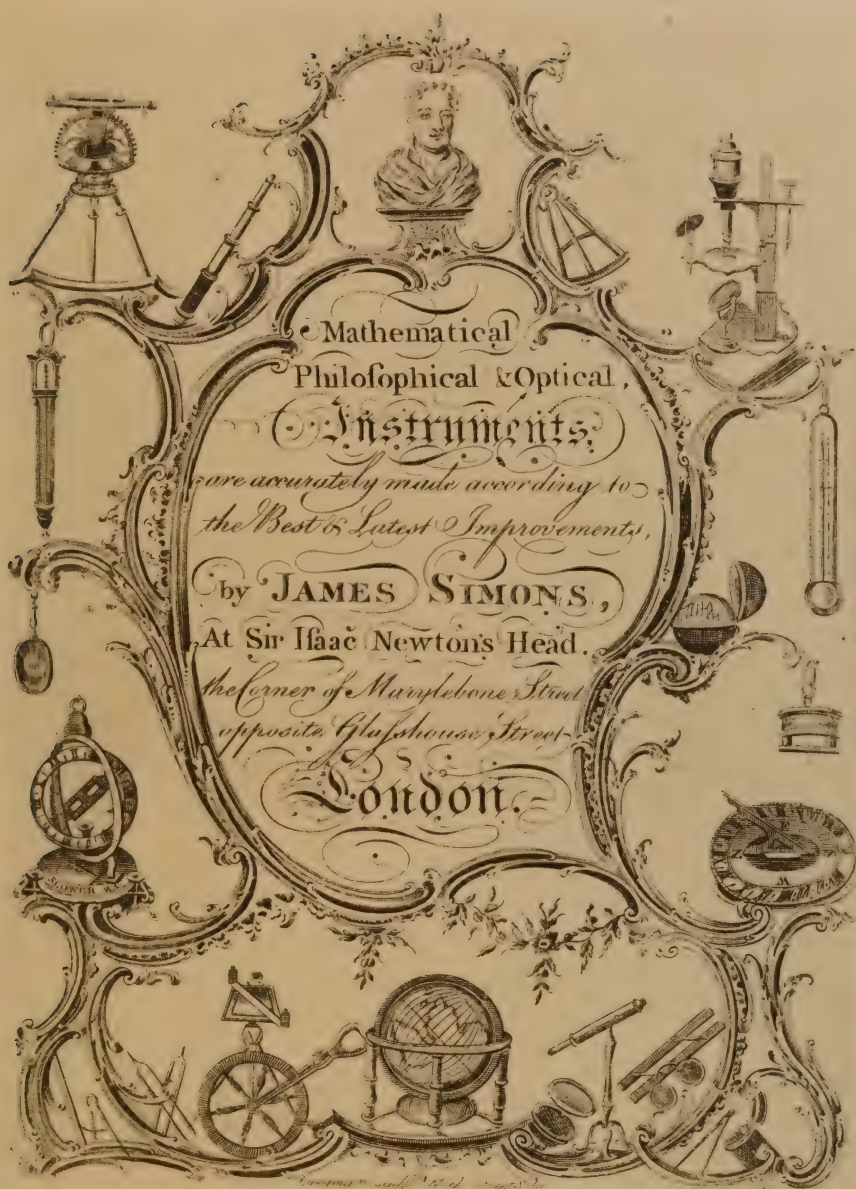 Mathematical
Philoſophical & Optical,
Inſtruments,
are accurately made according to
the Best & Latest Improvements,
by JAMES SIMONS,
At Sir Iſaac Newton's Head.
the Corner of Marylebone Street
opposite Glaſshouse Street
London.